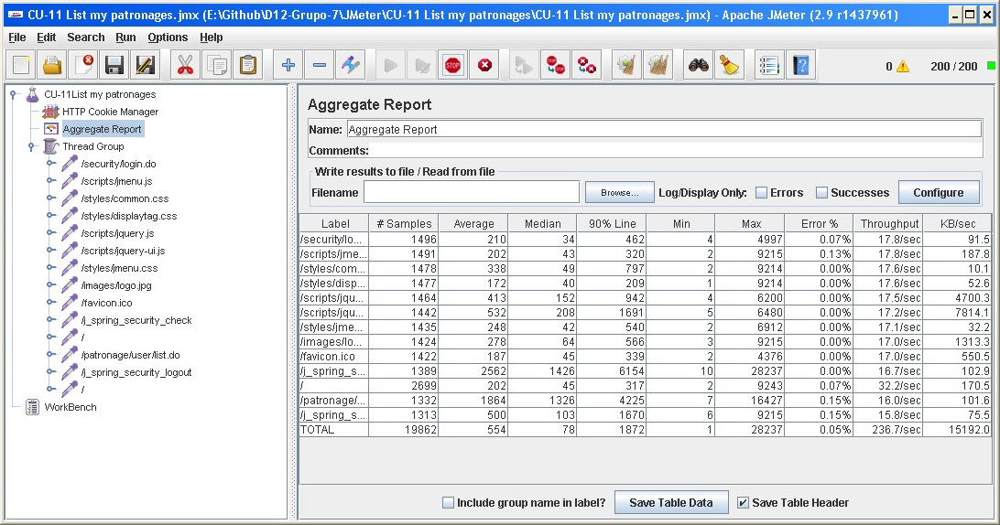 CU-11 List my patronages.jmx (E:\Github\D12-Grupo-7\JMeter\CU-11 List my patronages\CU-11 List my patronages.jmx) - Apache JMeter (2.9 r1437961)
File Edit Search Run Options Help
STOP 0 200 / 200
CU-11List my patronages
HTTP Cookie Manager
Aggregate Report
Thread Group
/security/login.do
/scripts/jmenu.js
/styles/common.css
/styles/displaytag.css
/scripts/jquery.js
/scripts/jquery-ui.js
/styles/jmenu.css
/images/logo.jpg
/favicon.ico
/j_spring_security_check
/
/patronage/user/list.do
/j_spring_security_logout
/
WorkBench
Aggregate Report
Name: Aggregate Report
Comments:
Write results to file / Read from file
Filename Browse... Log/Display Only: Errors Successes Configure
Label # Samples Average Median 90% Line Min Max Error % Throughput KB/sec
/security/lo... 1496 210 34 462 4 4997 0.07% 17.8/sec 91.5
/scripts/jme... 1491 202 43 320 2 9215 0.13% 17.8/sec 187.8
/styles/com... 1478 338 49 797 2 9214 0.00% 17.6/sec 10.1
/styles/disp... 1477 172 40 209 1 9214 0.00% 17.6/sec 52.6
/scripts/jqu... 1464 413 152 942 4 6200 0.00% 17.5/sec 4700.3
/scripts/jqu... 1442 532 208 1691 5 6480 0.00% 17.2/sec 7814.1
/styles/jme... 1435 248 42 540 2 6912 0.00% 17.1/sec 32.2
/images/lo... 1424 278 64 566 3 9215 0.00% 17.0/sec 1313.3
/favicon.ico 1422 187 45 339 2 4376 0.00% 17.0/sec 550.5
/j_spring_s... 1389 2562 1426 6154 10 28237 0.00% 16.7/sec 102.9
/ 2699 202 45 317 2 9243 0.07% 32.2/sec 170.5
/patronage/... 1332 1864 1326 4225 7 16427 0.15% 16.0/sec 101.6
/j_spring_s... 1313 500 103 1670 6 9215 0.15% 15.8/sec 75.5
TOTAL 19862 554 78 1872 1 28237 0.05% 236.7/sec 15192.0
Include group name in label? Save Table Data Save Table Header